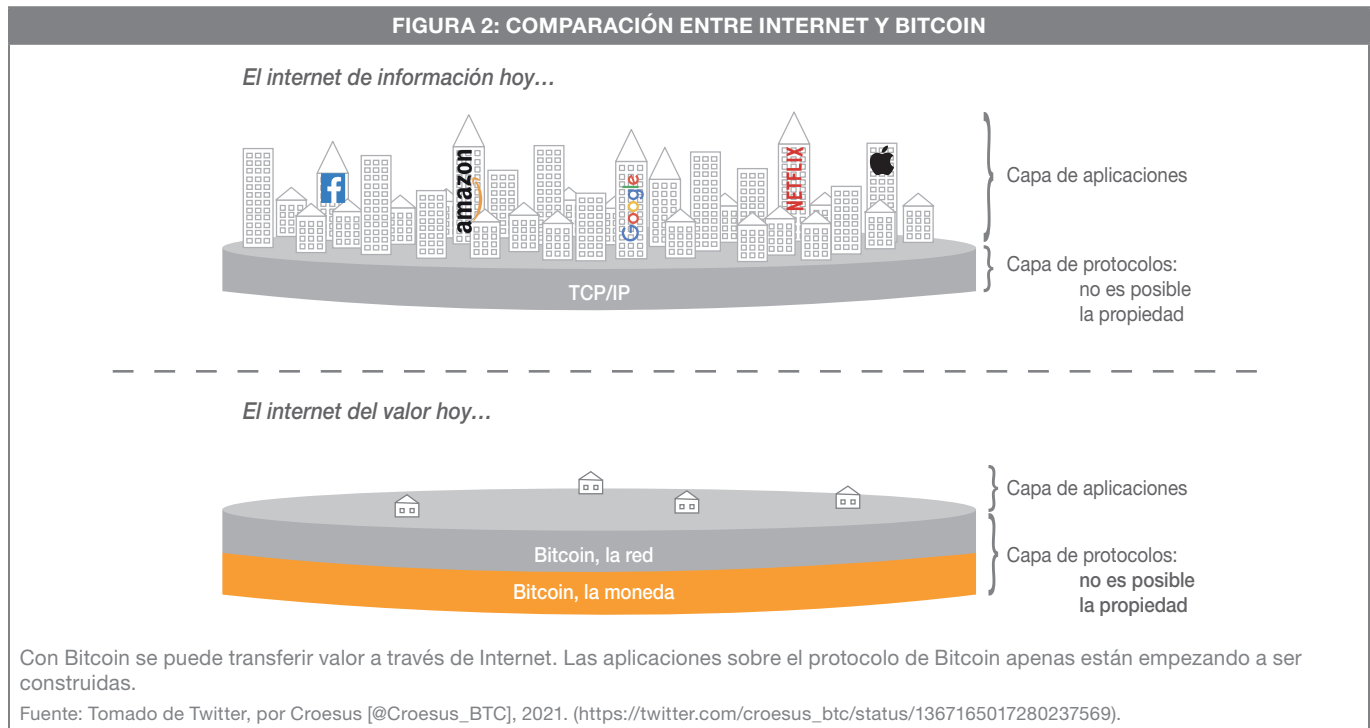 FIGURA 2: COMPARACIÓN ENTRE INTERNET Y BITCOIN
El internet de información hoy…
f
amazon
Google
NETFLIX
Capa de aplicaciones
Capa de protocolos:
no es posible
la propiedad
TCP/IP
El internet del valor hoy…
Capa de aplicaciones
Bitcoin, la red
Bitcoin, la moneda
Capa de protocolos:
no es posible
la propiedad
Con Bitcoin se puede transferir valor a través de Internet. Las aplicaciones sobre el protocolo de Bitcoin apenas están empezando a ser
construidas.
Fuente: Tomado de Twitter, por Croesus [@Croesus_BTC], 2021. (https://twitter.com/croesus_btc/status/1367165017280237569).